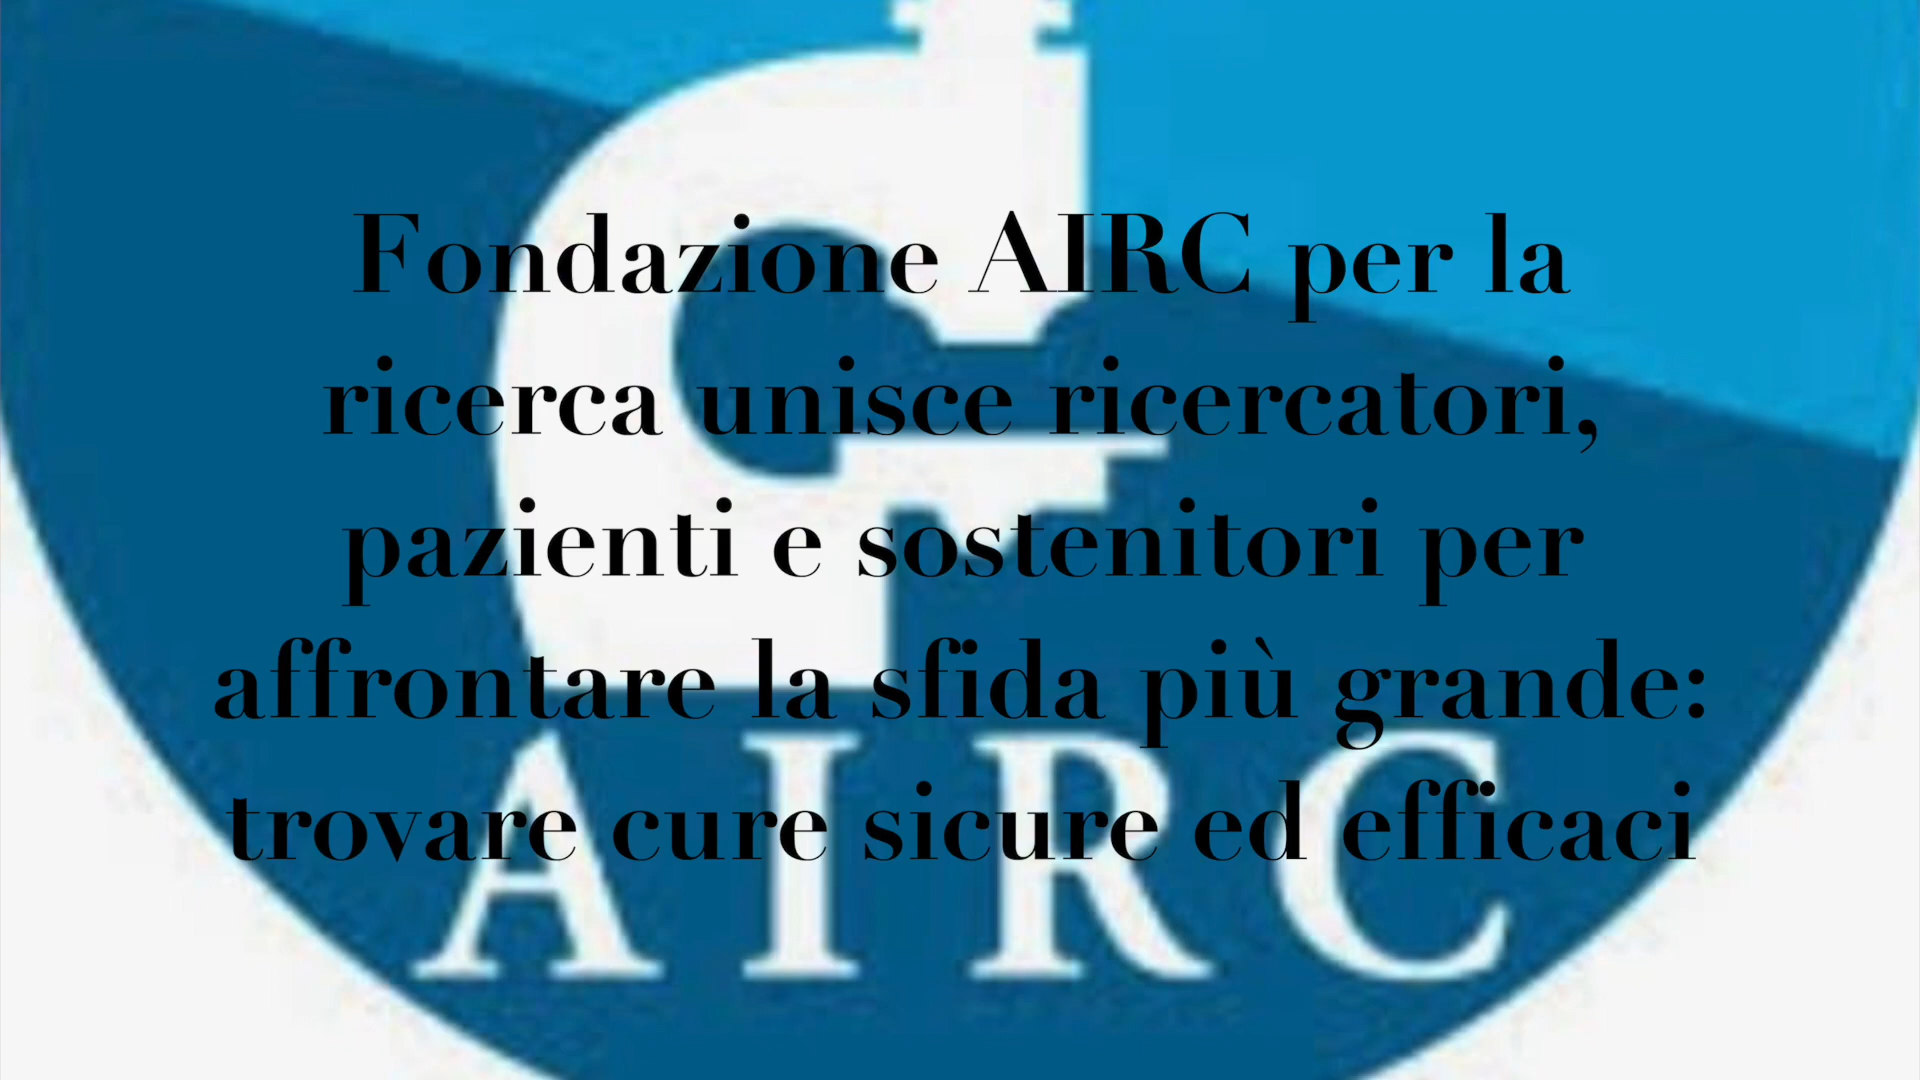 Fondazione AIRC per la
ricerca unisce ricercatori,
pazienti e sostenitori per
affrontare la sfida più grande:
trovare cure sicure ed efficaci
AIRC